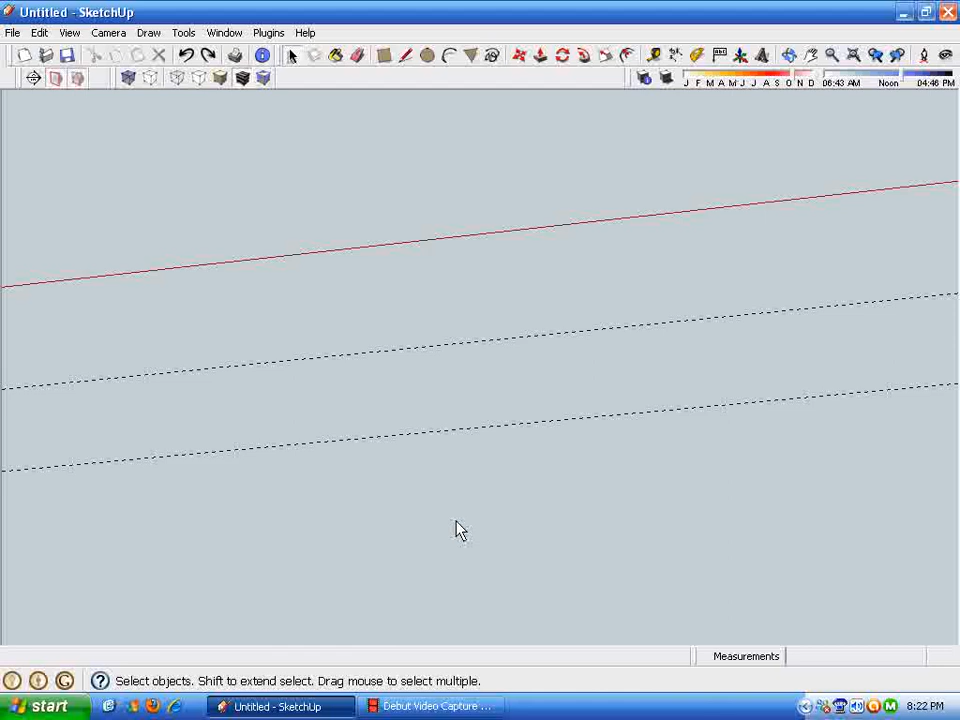 Untitled - SketchUp
File Edit View Camera Draw Tools Window Plugins Help
J F M A M J J A S O N D 06:43 AM Noon 04:46 PM
Measurements
Select objects. Shift to extend select. Drag mouse to select multiple.
start Untitled - SketchUp Debut Video Capture ... 8:22 PM